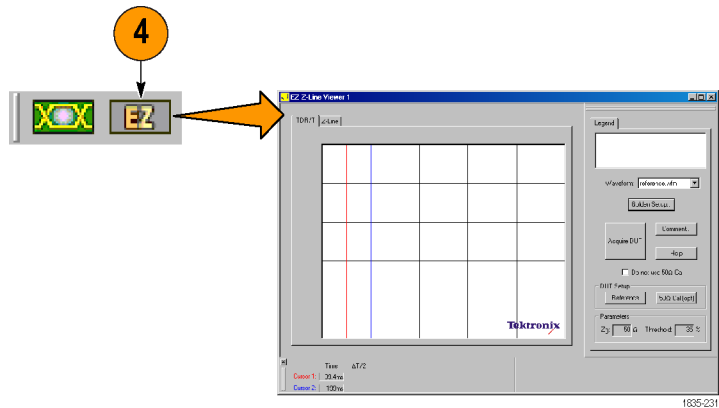 4
EZ
EZ Z-Line Viewer 1
TDR/T
Z-Line
Legend
Waveform: reference.wfm
Golden Setup...
Acquire DUT
Comment...
Help
Do not use 50Ω Cal
DUT Setup
Reference
50Ω Cal(opt)
Parameters
Z0: 50 Ω Threshold: 35 %
Tektronix
Time ΔT/2
Cursor 1:
Cursor 2: 100ns
1835-231